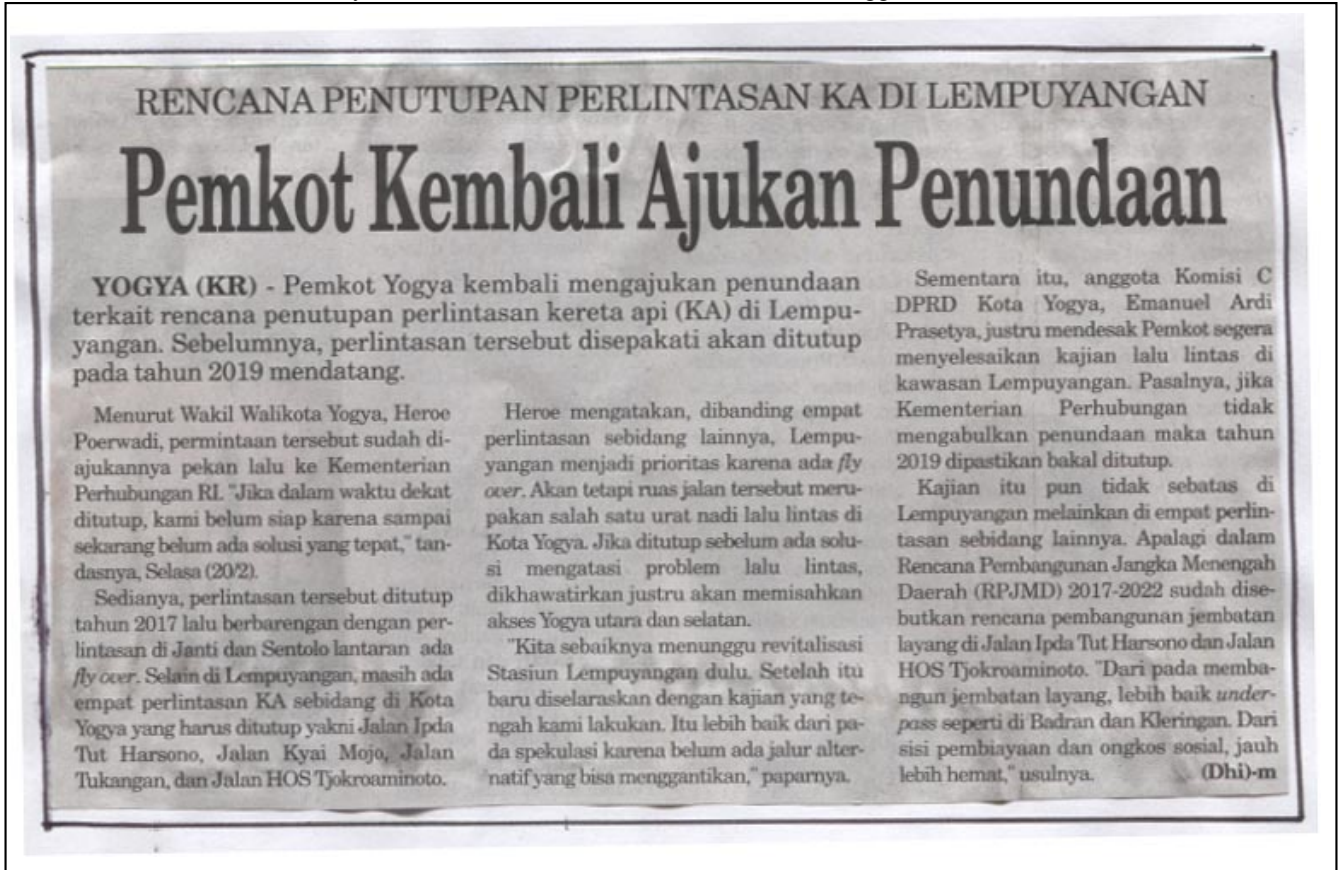 RENCANA PENUTUPAN PERLINTASAN KA DI LEMPUYANGAN
Pemkot Kembali Ajukan Penundaan
YOGYA (KR) - Pemkot Yogya kembali mengajukan penundaan
terkait rencana penutupan perlintasan kereta api (KA) di Lempu-
yangan. Sebelumnya, perlintasan tersebut disepakati akan ditutup
pada tahun 2019 mendatang.
Menurut Wakil Walikota Yogya, Heroe
Poerwadi, permintaan tersebut sudah di-
ajukannya pekan lalu ke Kementerian
Perhubungan RI. "Jika dalam waktu dekat
ditutup, kami belum siap karena sampai
sekarang belum ada solusi yang tepat," tan-
dasnya, Selasa (20/2).
Sedianya, perlintasan tersebut ditutup
tahun 2017 lalu berbarengan dengan per-
lintasan di Janti dan Sentolo lantaran ada
fly over. Selain di Lempuyangan, masih ada
empat perlintasan KA sebidang di Kota
Yogya yang harus ditutup yakni Jalan Ipda
Tut Harsono, Jalan Kyai Mojo, Jalan
Tukangan, dan Jalan HOS Tjokroaminoto.
Heroe mengatakan, dibanding empat
perlintasan sebidang lainnya, Lempu-
yangan menjadi prioritas karena ada fly
over. Akan tetapi ruas jalan tersebut meru-
pakan salah satu urat nadi lalu lintas di
Kota Yogya. Jika ditutup sebelum ada solu-
si mengatasi problem lalu lintas,
dikhawatirkan justru akan memisahkan
akses Yogya utara dan selatan.
"Kita sebaiknya menunggu revitalisasi
Stasiun Lempuyangan dulu. Setelah itu
baru diselaraskan dengan kajian yang te-
ngah kami lakukan. Itu lebih baik dari pa-
da spekulasi karena belum ada jalur alter-
natif yang bisa menggantikan," paparnya.
Sementara itu, anggota Komisi C
DPRD Kota Yogya, Emanuel Ardi
Prasetya, justru mendesak Pemkot segera
menyelesaikan kajian lalu lintas di
kawasan Lempuyangan. Pasalnya, jika
Kementerian Perhubungan tidak
mengabulkan penundaan maka tahun
2019 dipastikan bakal ditutup.
Kajian itu pun tidak sebatas di
Lempuyangan melainkan di empat perlin-
tasan sebidang lainnya. Apalagi dalam
Rencana Pembangunan Jangka Menengah
Daerah (RPJMD) 2017-2022 sudah dise-
butkan rencana pembangunan jembatan
layang di Jalan Ipda Tut Harsono dan Jalan
HOS Tjokroaminoto. "Dari pada memba-
ngun jembatan layang, lebih baik under-
pass seperti di Badran dan Kleringan. Dari
sisi pembiayaan dan ongkos sosial, jauh
lebih hemat," usulnya. (Dhi)-m